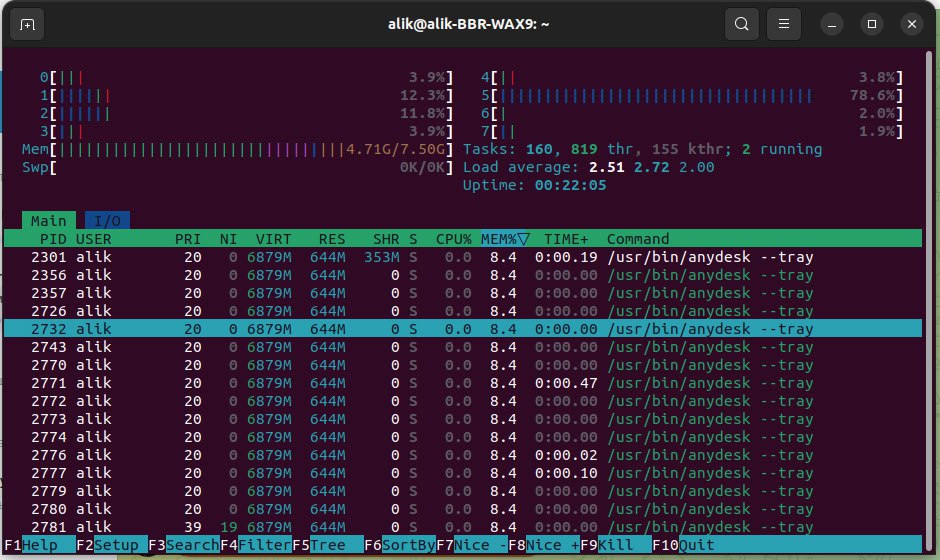 alik@alik-BBR-WAX9: ~
0[||| 3.9%] 4[|| 3.8%]
1[|||||| 12.3%] 5[||||||||||||||||||||||||||||||||||| 78.6%]
2[|||||| 11.8%] 6[| 2.0%]
3[||| 3.9%] 7[|| 1.9%]
Mem[||||||||||||||||||||||||||||||||4.71G/7.50G] Tasks: 160, 819 thr, 155 kthr; 2 running
Swp[ 0K/0K] Load average: 2.51 2.72 2.00
Uptime: 00:22:05
Main I/O
PID USER PRI NI VIRT RES SHR S CPU% MEM%▽ TIME+ Command
2301 alik 20 0 6879M 644M 353M S 0.0 8.4 0:00.19 /usr/bin/anydesk --tray
2356 alik 20 0 6879M 644M 0 S 0.0 8.4 0:00.00 /usr/bin/anydesk --tray
2357 alik 20 0 6879M 644M 0 S 0.0 8.4 0:00.00 /usr/bin/anydesk --tray
2726 alik 20 0 6879M 644M 0 S 0.0 8.4 0:00.00 /usr/bin/anydesk --tray
2732 alik 20 0 6879M 644M 0 S 0.0 8.4 0:00.00 /usr/bin/anydesk --tray
2743 alik 20 0 6879M 644M 0 S 0.0 8.4 0:00.00 /usr/bin/anydesk --tray
2770 alik 20 0 6879M 644M 0 S 0.0 8.4 0:00.00 /usr/bin/anydesk --tray
2771 alik 20 0 6879M 644M 0 S 0.0 8.4 0:00.47 /usr/bin/anydesk --tray
2772 alik 20 0 6879M 644M 0 S 0.0 8.4 0:00.00 /usr/bin/anydesk --tray
2773 alik 20 0 6879M 644M 0 S 0.0 8.4 0:00.00 /usr/bin/anydesk --tray
2774 alik 20 0 6879M 644M 0 S 0.0 8.4 0:00.00 /usr/bin/anydesk --tray
2776 alik 20 0 6879M 644M 0 S 0.0 8.4 0:00.02 /usr/bin/anydesk --tray
2777 alik 20 0 6879M 644M 0 S 0.0 8.4 0:00.10 /usr/bin/anydesk --tray
2779 alik 20 0 6879M 644M 0 S 0.0 8.4 0:00.00 /usr/bin/anydesk --tray
2780 alik 20 0 6879M 644M 0 S 0.0 8.4 0:00.00 /usr/bin/anydesk --tray
2781 alik 39 19 6879M 644M 0 S 0.0 8.4 0:00.00 /usr/bin/anydesk --tray
F1Help F2Setup F3SearchF4FilterF5Tree F6SortByF7Nice -F8Nice +F9Kill F10Quit